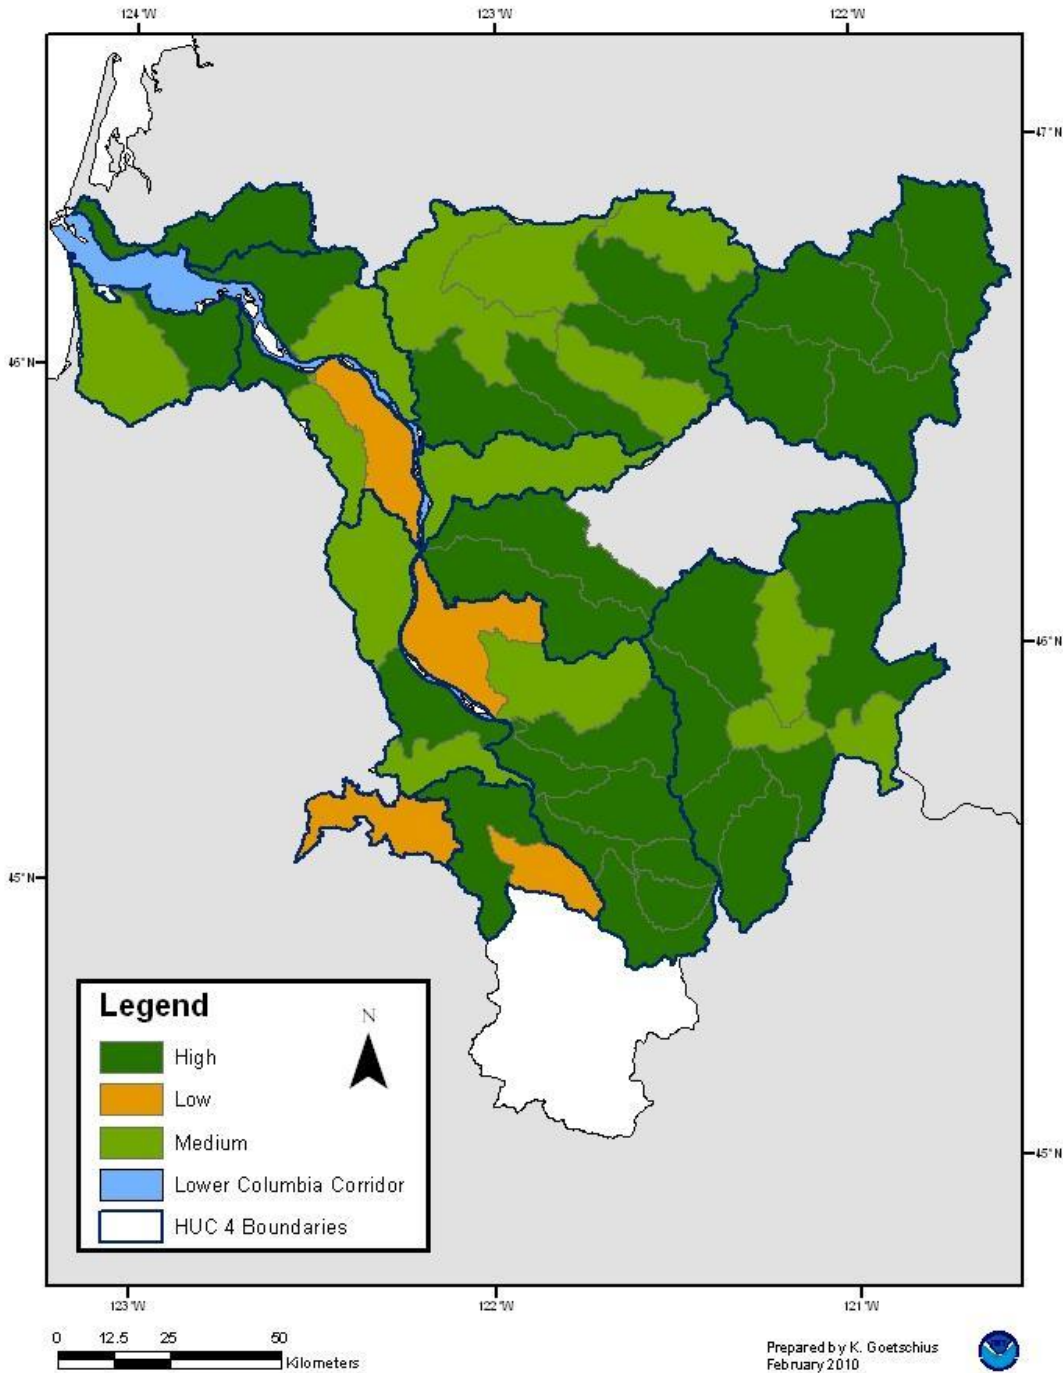 124°W 123°W 122°W
47°N
46°N
46°N
45°N
45°N
Legend
N
High
Low
Medium
Lower Columbia Corridor
HUC 4 Boundaries
123°W 122°W 121°W
0 12.5 25 50
Kilometers
Prepared by K. Goetschius
February 2010